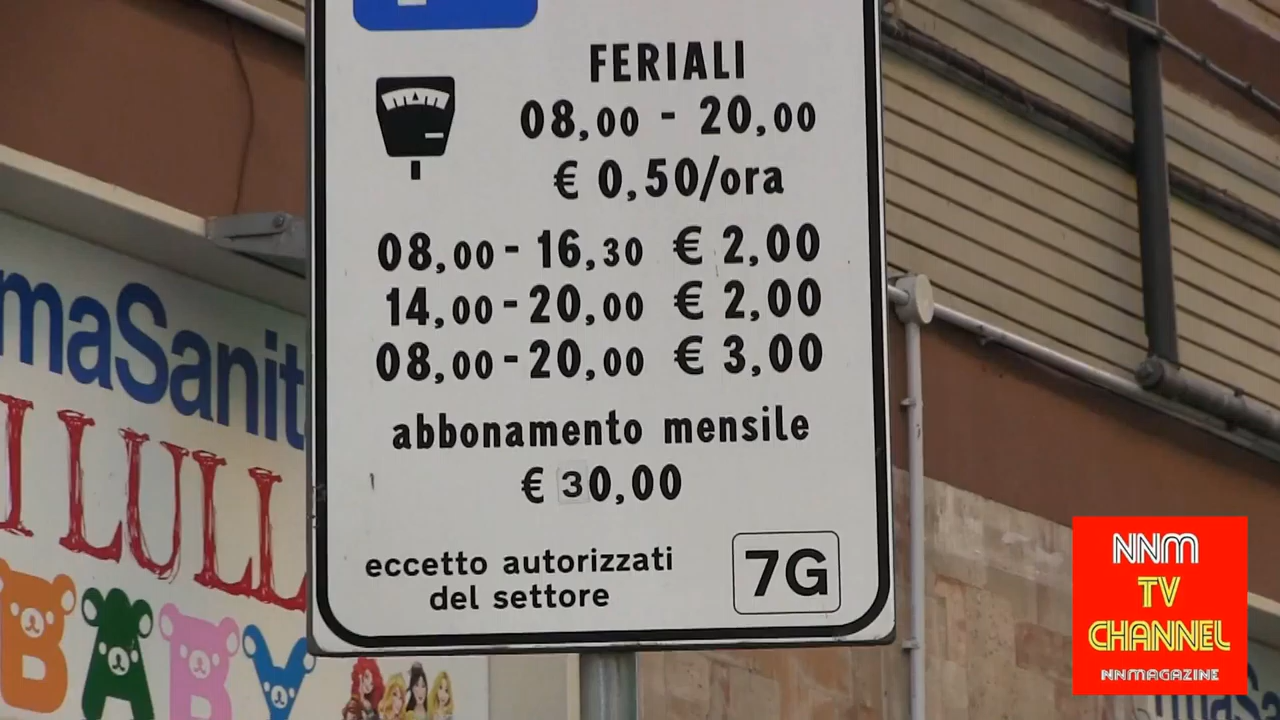 FERIALI
08,00 - 20,00
€ 0,50/ora
08,00 - 16,30 € 2,00
14,00 - 20,00 € 2,00
08,00 - 20,00 € 3,00
abbonamento mensile
€ 30,00
eccetto autorizzati
del settore
7G
maSanit
I LULL
BABY
NNM
TV
CHANNEL
NNMAGAZINE